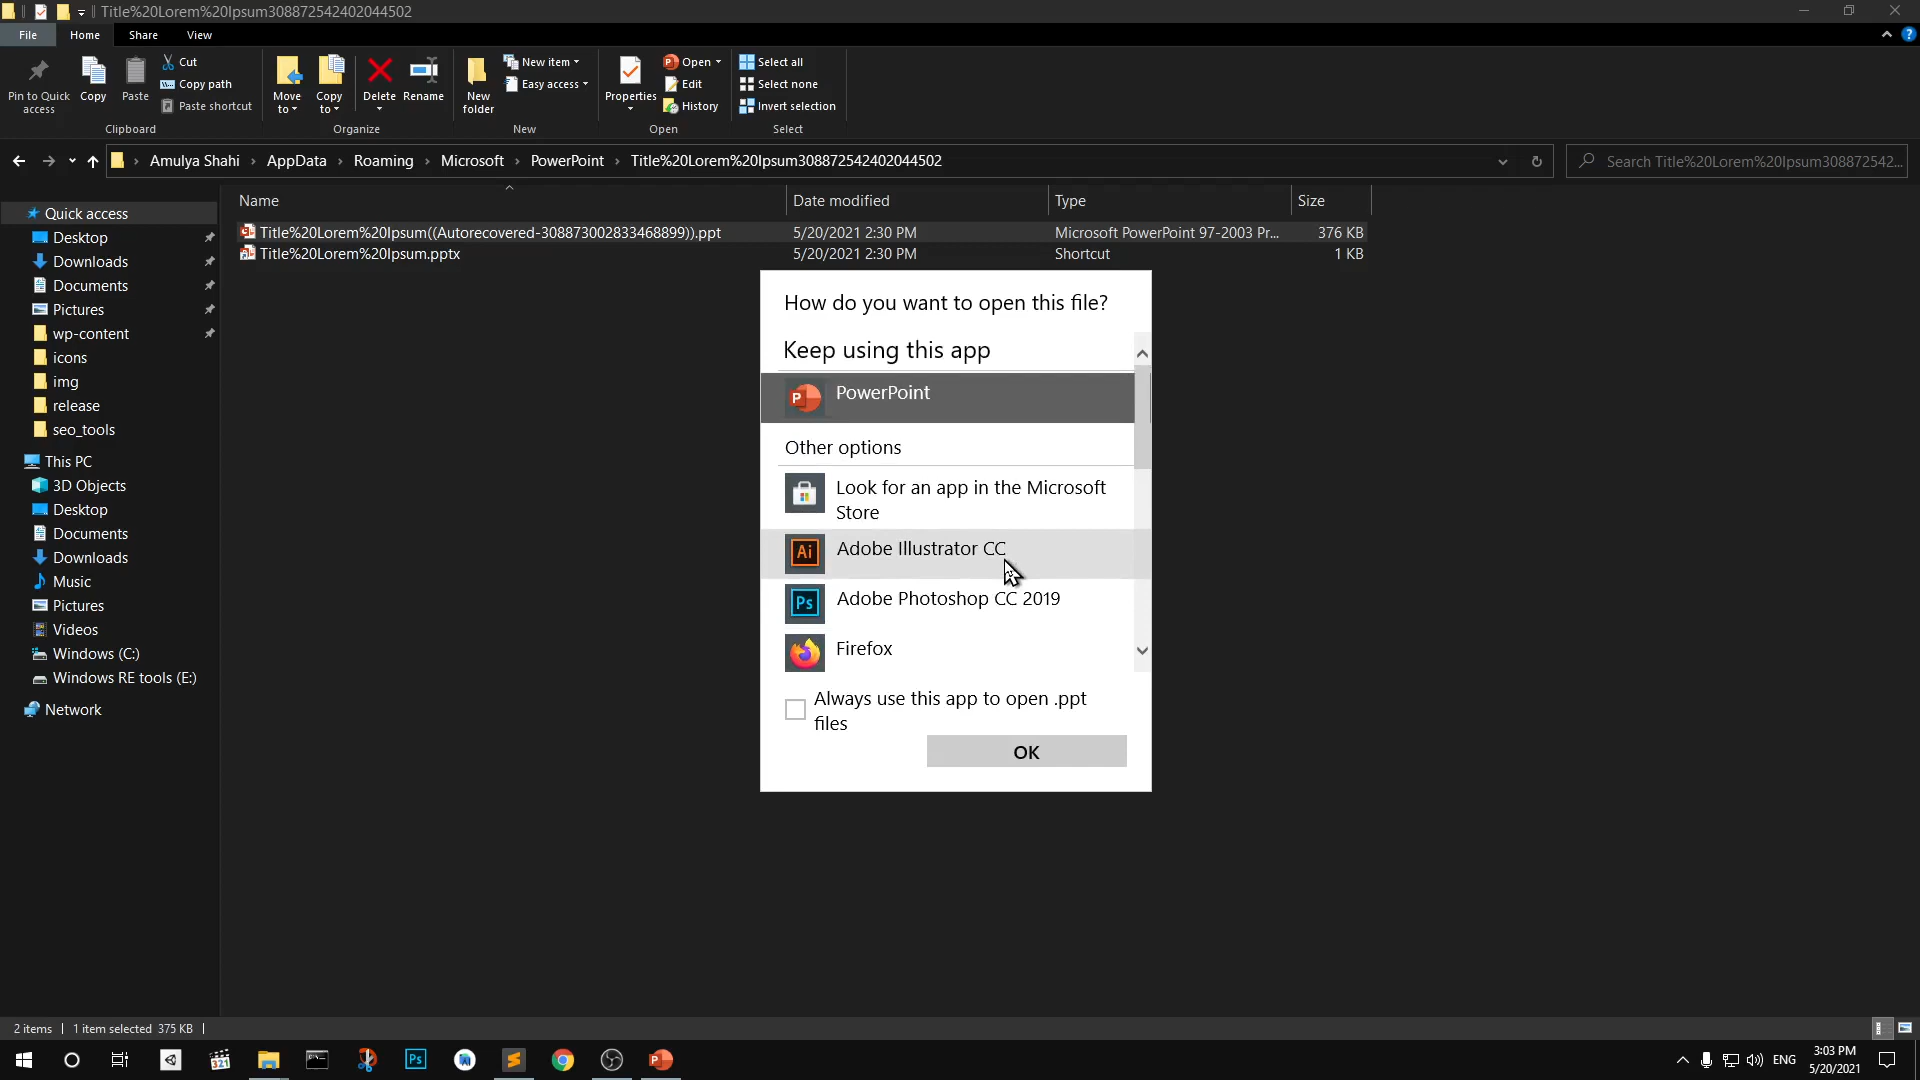 Title%20Lorem%20Ipsum308872542402044502
File Home Share View
Pin to Quick access
Copy
Paste
Cut
Copy path
Paste shortcut
Clipboard
Move to
Copy to
Delete
Rename
Organize
New folder
New item
Easy access
New
Properties
Open
Edit
History
Open
Select all
Select none
Invert selection
Select
Amulya Shahi › AppData › Roaming › Microsoft › PowerPoint › Title%20Lorem%20Ipsum308872542402044502
Search Title%20Lorem%20Ipsum308872542...
Name Date modified Type Size
Title%20Lorem%20Ipsum((Autorecovered-308873002833468899)).ppt 5/20/2021 2:30 PM Microsoft PowerPoint 97-2003 Pr... 376 KB
Title%20Lorem%20Ipsum.pptx 5/20/2021 2:30 PM Shortcut 1 KB
Quick access
Desktop
Downloads
Documents
Pictures
wp-content
icons
img
release
seo_tools
This PC
3D Objects
Desktop
Documents
Downloads
Music
Pictures
Videos
Windows (C:)
Windows RE tools (E:)
Network
How do you want to open this file?
Keep using this app
PowerPoint
Other options
Look for an app in the Microsoft
Store
Adobe Illustrator CC
Adobe Photoshop CC 2019
Firefox
Always use this app to open .ppt
files
OK
2 items 1 item selected 375 KB
321
Ps
ENG
3:03 PM
5/20/2021